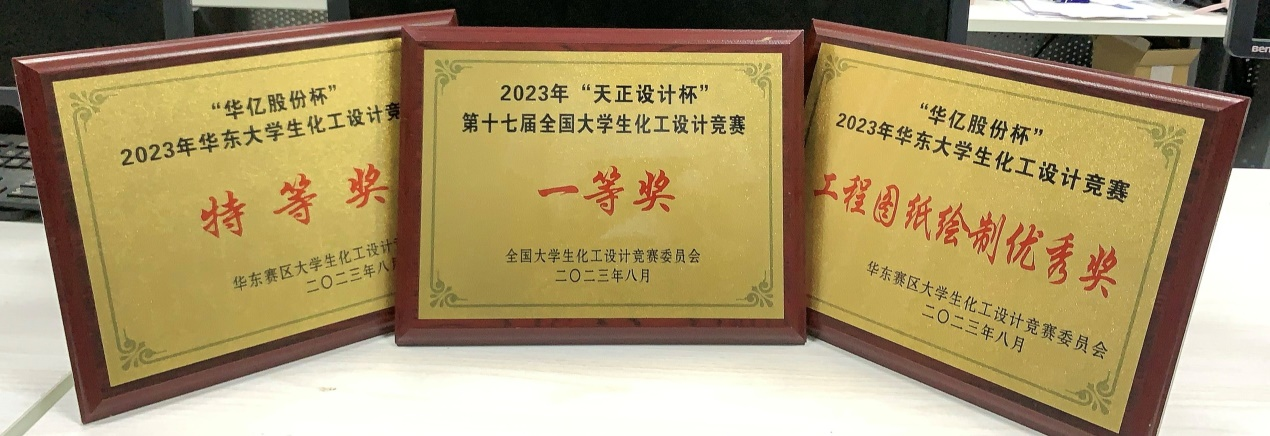 “华亿股份杯”
2023年华东大学生化工设计竞
特等奖
华东赛区大学生化工设计
二〇二三年八月
2023年“天正设计杯”
第十七届全国大学生化工设计竞赛
一等奖
全国大学生化工设计竞赛委员会
二〇二三年八月
“华亿股份杯”
2023年华东大学生化工设计竞赛
工程图纸绘制优秀奖
华东赛区大学生化工设计竞赛委员会
二〇二三年八月